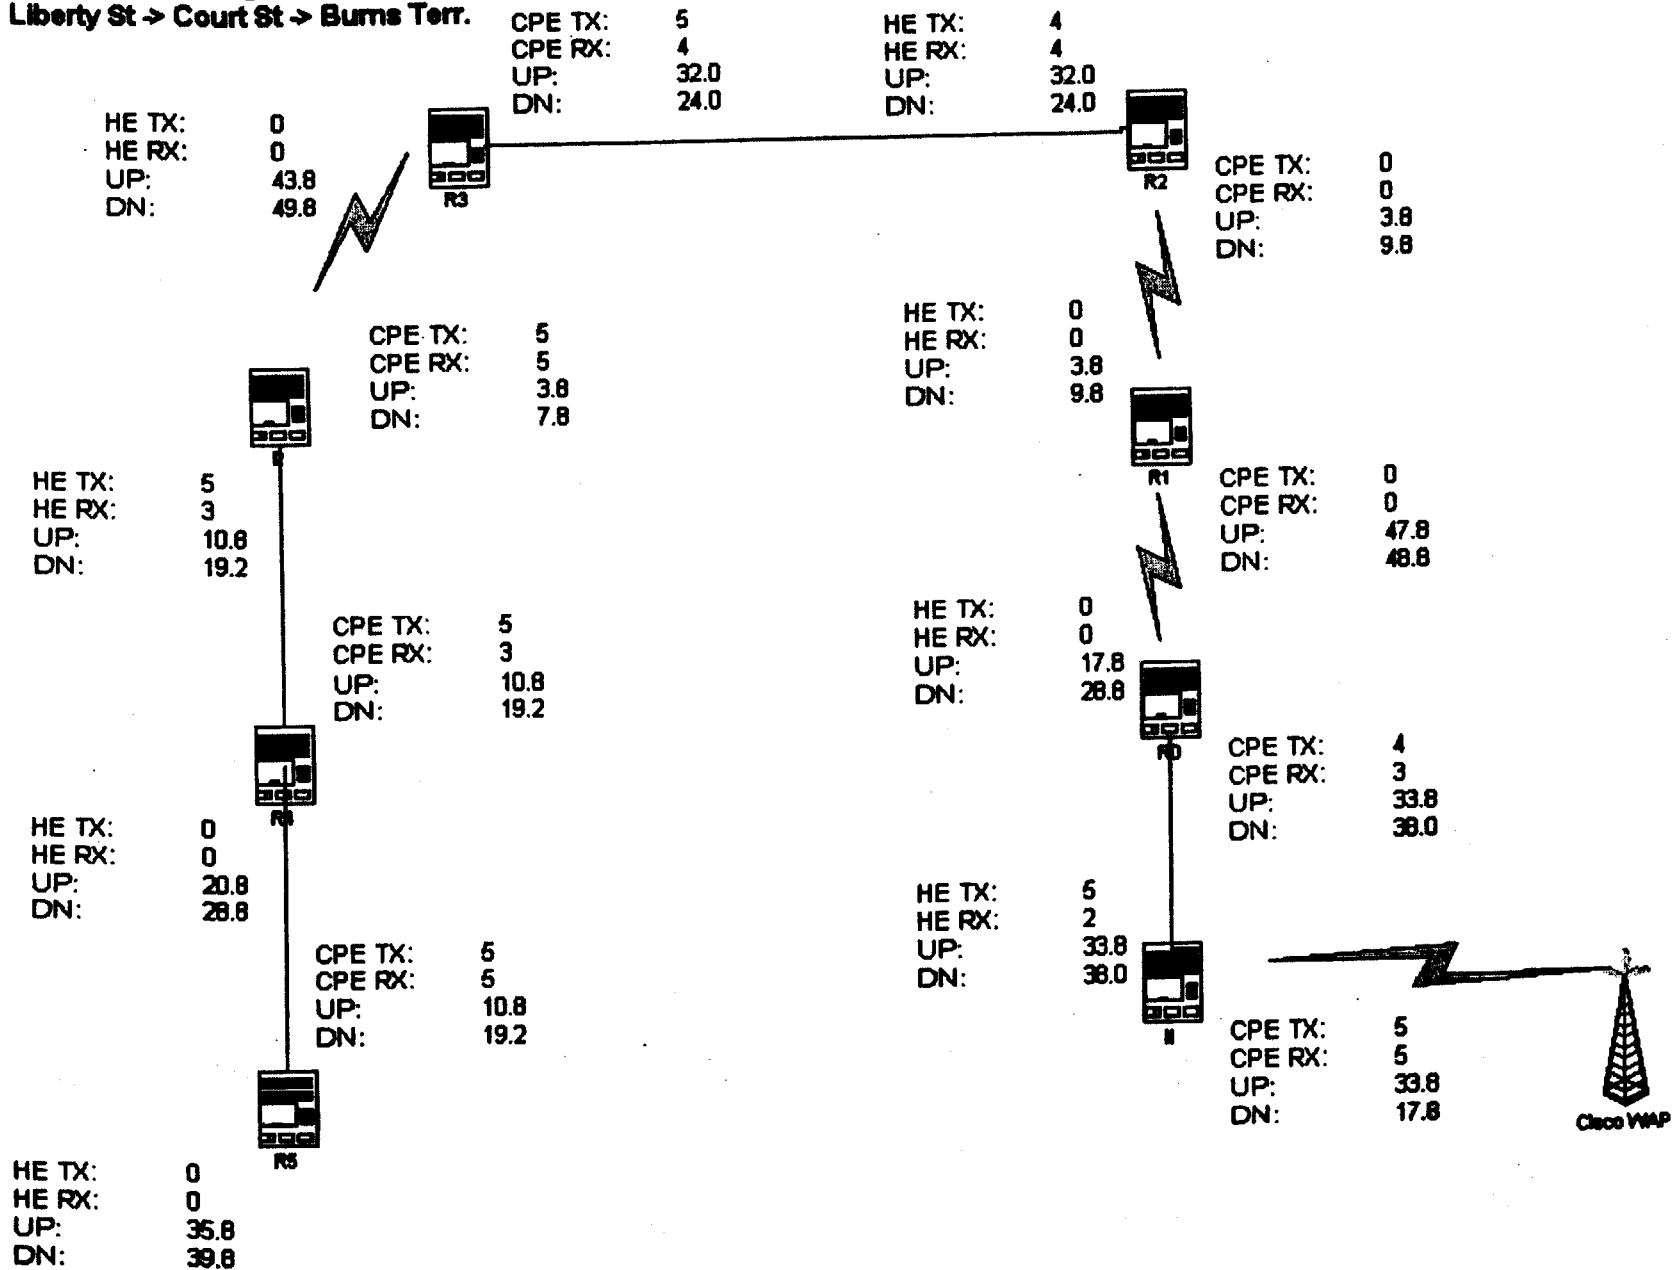 Liberty St -> Court St -> Burns Terr.
CPE TX: 5
CPE RX: 4
UP: 32.0
DN: 24.0
HE TX: 4
HE RX: 4
UP: 32.0
DN: 24.0
HE TX: 0
HE RX: 0
UP: 43.8
DN: 49.8
R3
R2
CPE TX: 0
CPE RX: 0
UP: 3.8
DN: 9.8
HE TX: 0
HE RX: 0
UP: 3.8
DN: 9.8
CPE TX: 5
CPE RX: 5
UP: 3.8
DN: 7.8
R1
HE TX: 5
HE RX: 3
UP: 10.8
DN: 19.2
CPE TX: 0
CPE RX: 0
UP: 47.8
DN: 48.8
HE TX: 0
HE RX: 0
UP: 17.8
DN: 28.8
CPE TX: 5
CPE RX: 3
UP: 10.8
DN: 19.2
R0
CPE TX: 4
CPE RX: 3
UP: 33.8
DN: 38.0
R4
HE TX: 0
HE RX: 0
UP: 20.8
DN: 28.8
HE TX: 5
HE RX: 2
UP: 33.8
DN: 38.0
CPE TX: 5
CPE RX: 5
UP: 10.8
DN: 19.2
CPE TX: 5
CPE RX: 5
UP: 33.8
DN: 17.8
Cisco WAP
R5
HE TX: 0
HE RX: 0
UP: 35.8
DN: 39.8